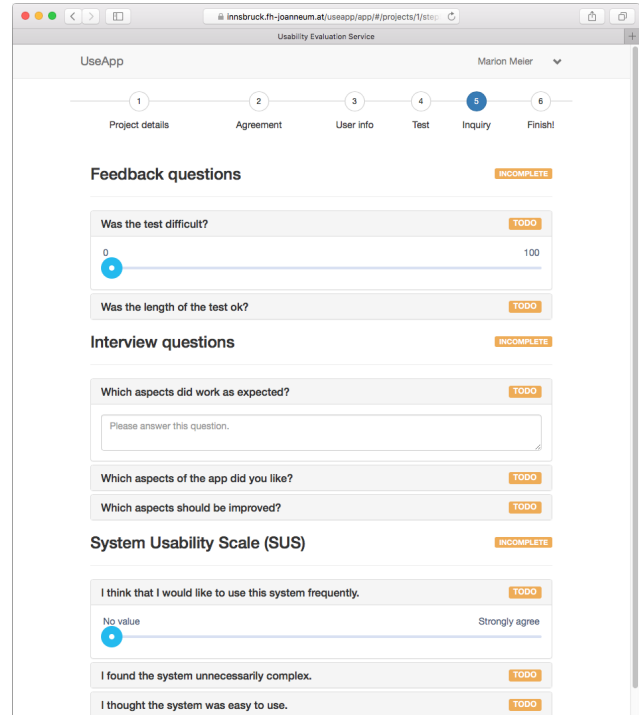 innsbruck.fh-joanneum.at/useapp/app/#/projects/1/step
Usability Evaluation Service
UseApp
Marion Meier
1 2 3 4 5 6
Project details Agreement User info Test Inquiry Finish!
Feedback questions INCOMPLETE
Was the test difficult? TODO
0 100
Was the length of the test ok? TODO
Interview questions INCOMPLETE
Which aspects did work as expected? TODO
Please answer this question.
Which aspects of the app did you like? TODO
Which aspects should be improved? TODO
System Usability Scale (SUS) INCOMPLETE
I think that I would like to use this system frequently. TODO
No value Strongly agree
I found the system unnecessarily complex. TODO
I thought the system was easy to use. TODO